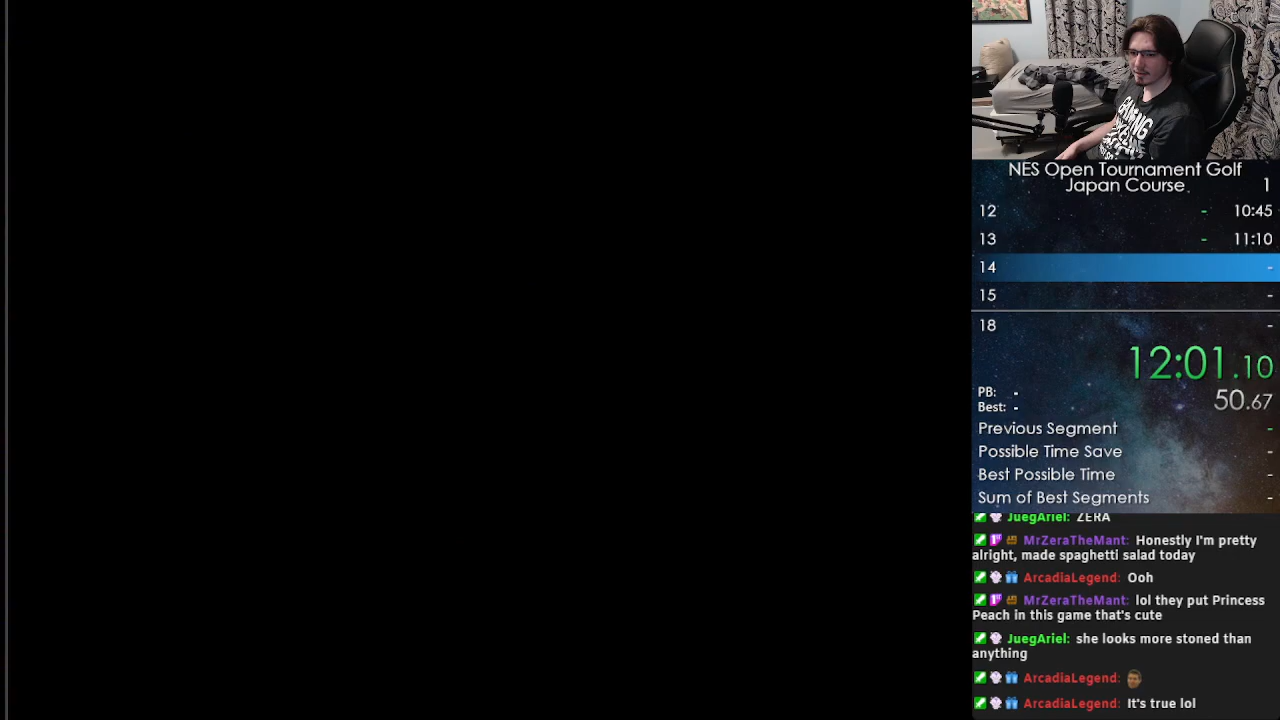 GAMING
NES Open Tournament Golf
Japan Course 1
12 - 10:45
13 - 11:10
14 -
15 -
18 -
12:01.10
PB: -
50.67
Best: -
Previous Segment -
Possible Time Save -
Best Possible Time -
Sum of Best Segments -
JuegAriel: ZERA
MrZeraTheMant: Honestly I'm pretty
alright, made spaghetti salad today
ArcadiaLegend: Ooh
MrZeraTheMant: lol they put Princess
Peach in this game that's cute
JuegAriel: she looks more stoned than
anything
ArcadiaLegend:
ArcadiaLegend: It's true lol